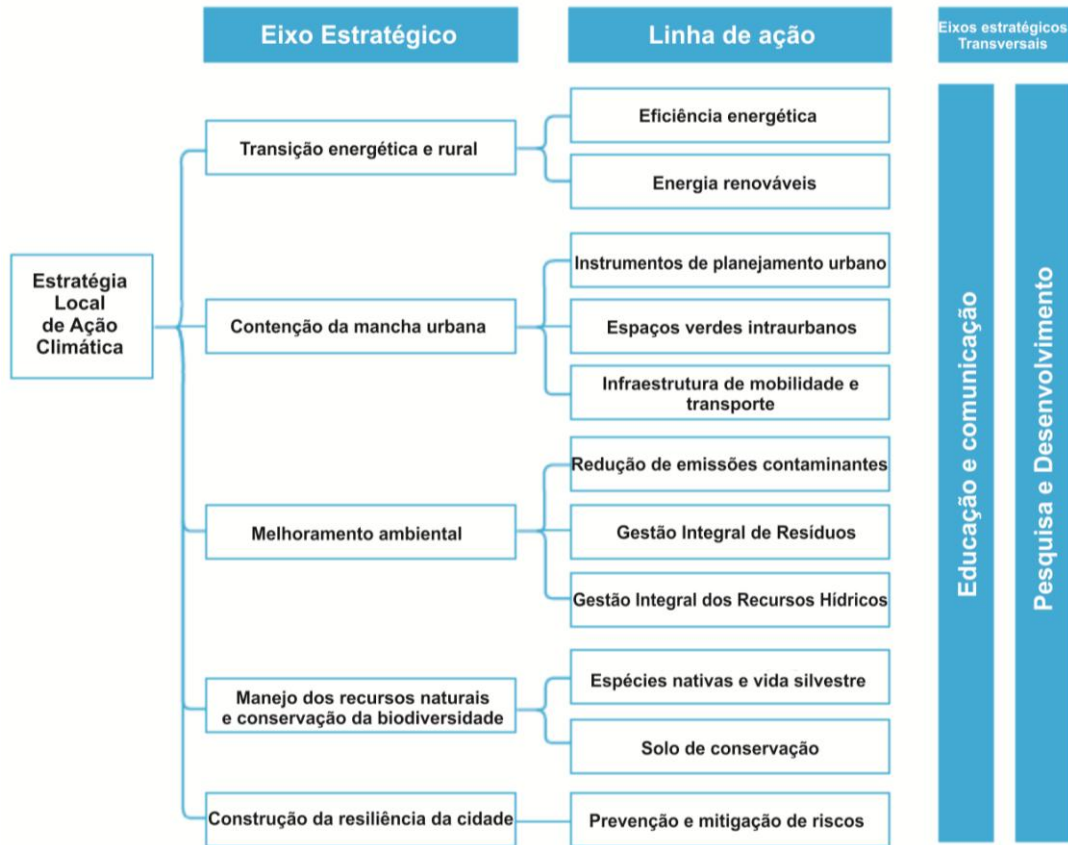 Eixo Estratégico
Linha de ação
Eixos estratégicos
Transversais
Estratégia
Local
de Ação
Climática
Transição energética e rural
Eficiência energética
Energia renováveis
Contenção da mancha urbana
Instrumentos de planejamento urbano
Espaços verdes intraurbanos
Infraestrutura de mobilidade e
transporte
Melhoramento ambiental
Redução de emissões contaminantes
Gestão Integral de Resíduos
Gestão Integral dos Recursos Hídricos
Manejo dos recursos naturais
e conservação da biodiversidade
Espécies nativas e vida silvestre
Solo de conservação
Construção da resiliência da cidade
Prevenção e mitigação de riscos
Educação e comunicação
Pesquisa e Desenvolvimento